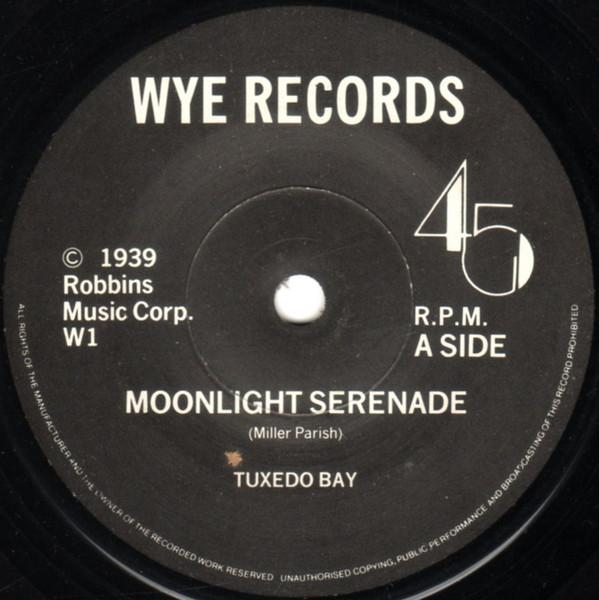 WYE RECORDS
45
R.P.M.
A SIDE
© 1939
Robbins
Music Corp.
W1
MOONLiGHT SERENADE
(Miller Parish)
TUXEDO BAY
ALL RIGHTS OF THE MANUFACTURER AND THE OWNER OF THE RECORDED WORK RESERVED UNAUTHORISED COPYING, PUBLIC PERFORMANCE AND BROADCASTING OF THIS RECORD PROHIBITED